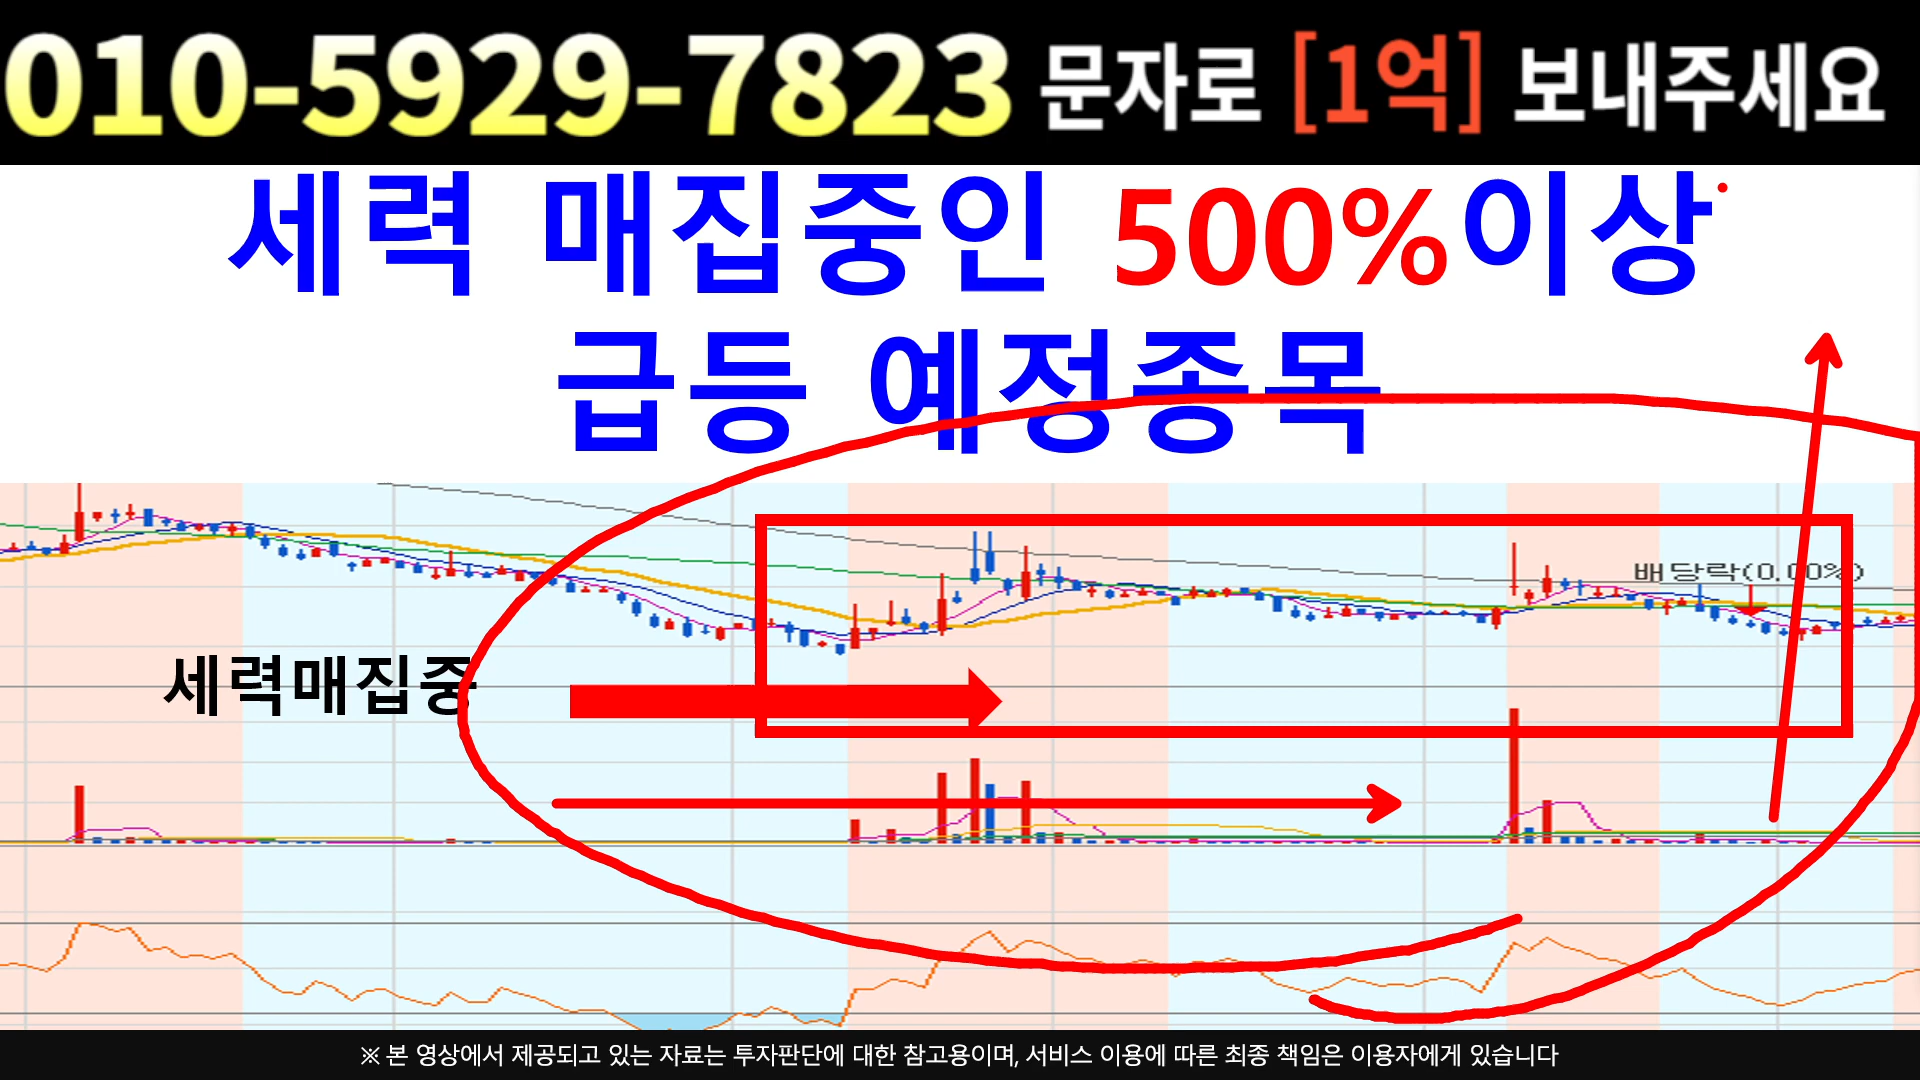 010-5929-7823 문자로 [1억] 보내주세요
세력 매집중인 500%이상
급등 예정종목
배당락(0.00%)
세력매집중
※ 본 영상에서 제공되고 있는 자료는 투자판단에 대한 참고용이며, 서비스 이용에 따른 최종 책임은 이용자에게 있습니다